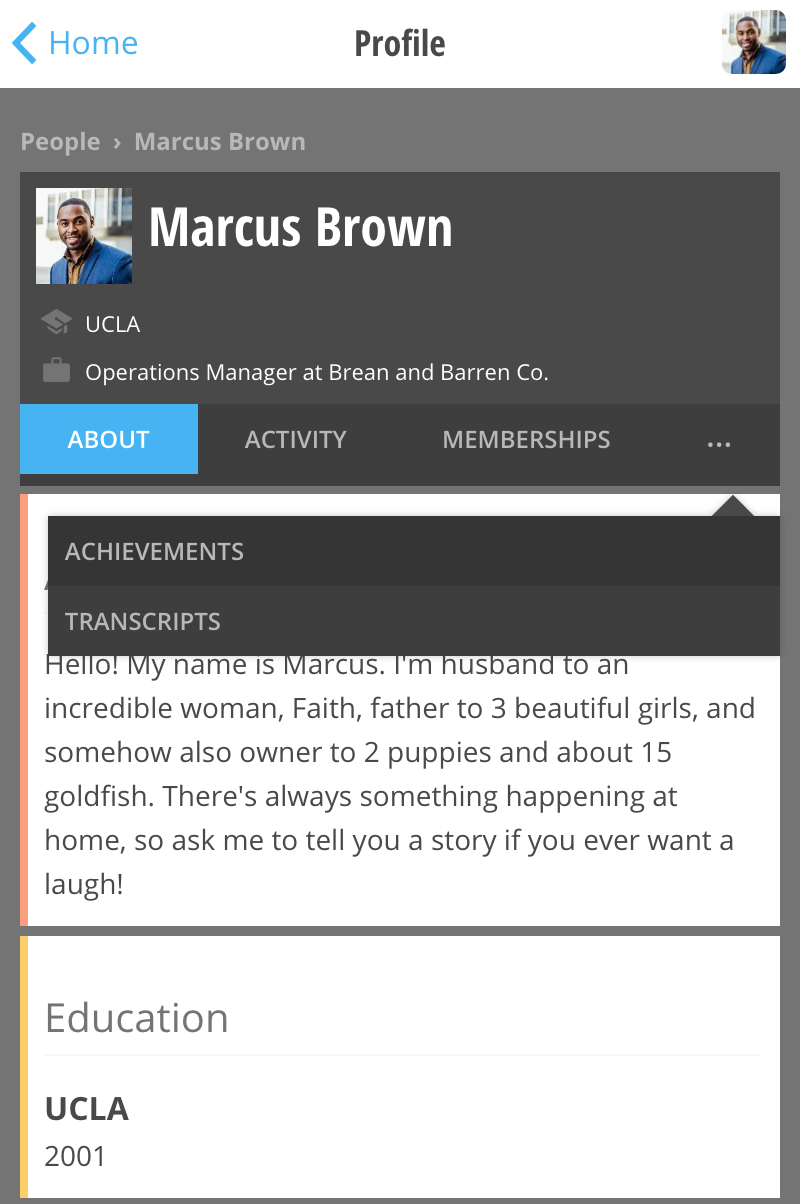 Home
Profile
People › Marcus Brown
Marcus Brown
UCLA
Operations Manager at Brean and Barren Co.
ABOUT ACTIVITY MEMBERSHIPS ...
ACHIEVEMENTS
TRANSCRIPTS
Hello! My name is Marcus. I'm husband to an
incredible woman, Faith, father to 3 beautiful girls, and
somehow also owner to 2 puppies and about 15
goldfish. There's always something happening at
home, so ask me to tell you a story if you ever want a
laugh!
Education
UCLA
2001